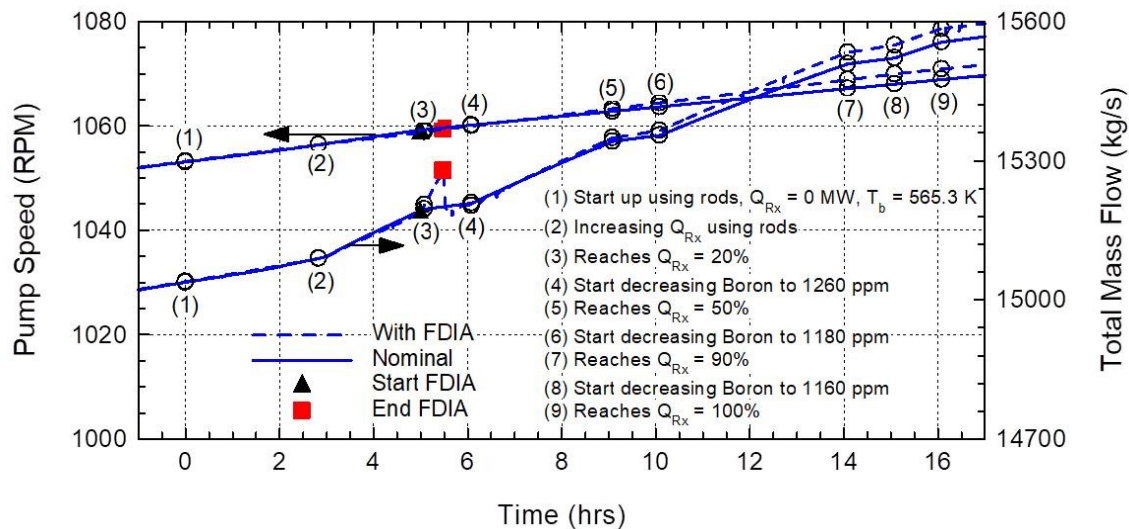 1080
1060
1040
1020
1000
Pump Speed (RPM)
15600
15300
15000
14700
Total Mass Flow (kg/s)
0
2
4
6
8
10
12
14
16
Time (hrs)
(1)
(2)
(3)
(4)
(5)
(6)
(7)
(8)
(9)
(1)
(2)
(3)
(4)
(1) Start up using rods, Q_Rx = 0 MW, T_b = 565.3 K
(2) Increasing Q_Rx using rods
(3) Reaches Q_Rx = 20%
(4) Start decreasing Boron to 1260 ppm
(5) Reaches Q_Rx = 50%
(6) Start decreasing Boron to 1180 ppm
(7) Reaches Q_Rx = 90%
(8) Start decreasing Boron to 1160 ppm
(9) Reaches Q_Rx = 100%
With FDIA
Nominal
Start FDIA
End FDIA